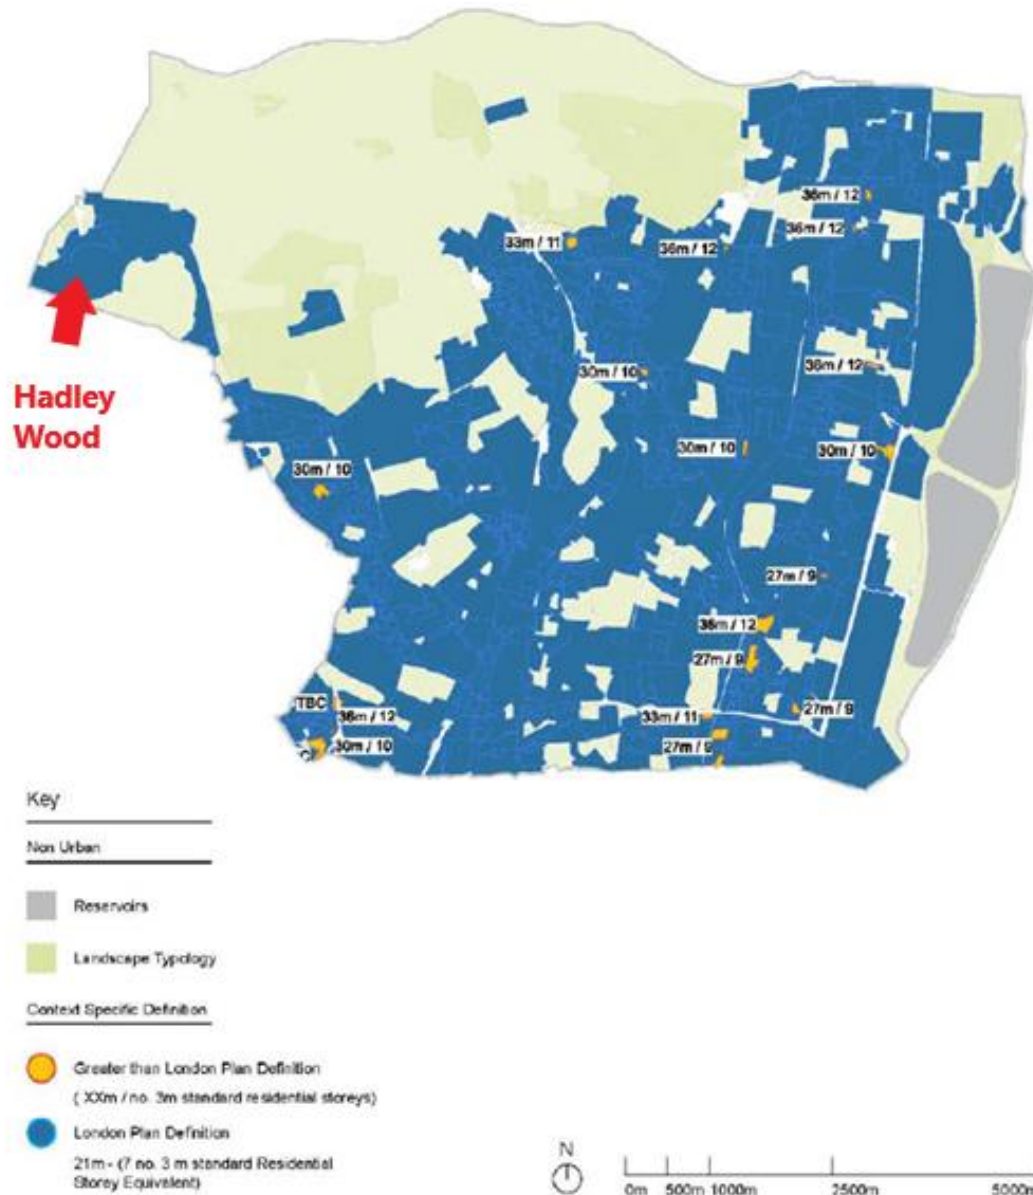 36m / 12
36m / 12
33m / 11
36m / 12
Hadley
Wood
36m / 12
30m / 10
30m / 10
30m / 10
30m / 10
27m / 9
36m / 12
27m / 9
TBC
36m / 12
33m / 11
27m / 9
30m / 10
27m / 9
Key
Non Urban
Reservoirs
Landscape Typology
Context Specific Definition
Greater than London Plan Definition
( XXm / no. 3m standard residential storeys)
London Plan Definition
21m - (7 no. 3 m standard Residential
Storey Equivalent)
N
0m 500m 1000m 2500m 5000m